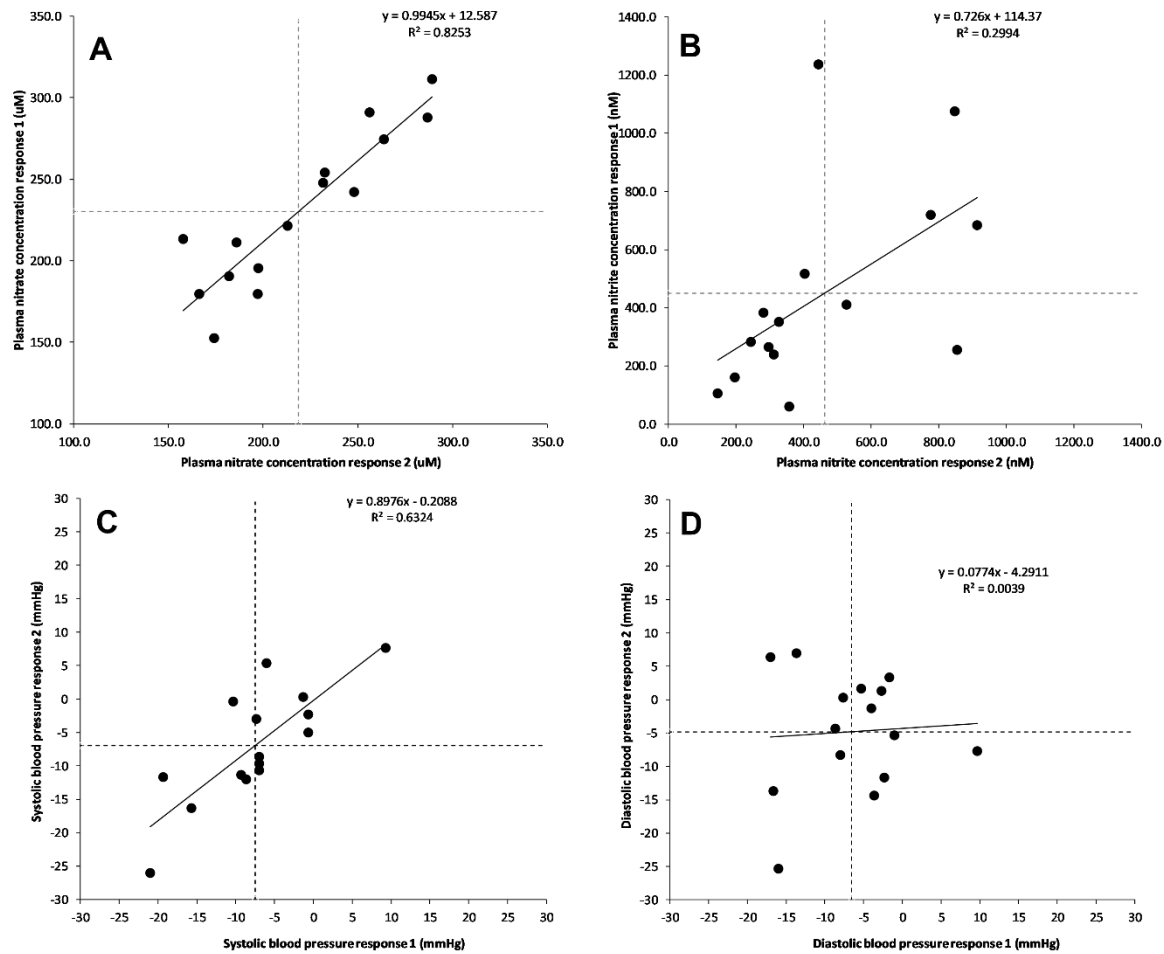 A
y = 0.9945x + 12.587
R² = 0.8253
Plasma nitrate concentration response 1 (uM)
350.0
300.0
250.0
200.0
150.0
100.0
100.0 150.0 200.0 250.0 300.0 350.0
Plasma nitrate concentration response 2 (uM)
B
y = 0.726x + 114.37
R² = 0.2994
Plasma nitrite concentration response 1 (nM)
1400.0
1200.0
1000.0
800.0
600.0
400.0
200.0
0.0
0.0 200.0 400.0 600.0 800.0 1000.0 1200.0 1400.0
Plasma nitrite concentration response 2 (nM)
C
y = 0.8976x - 0.2088
R² = 0.6324
Systolic blood pressure response 2 (mmHg)
30
25
20
15
10
5
0
-5
-10
-15
-20
-25
-30
-30 -25 -20 -15 -10 -5 0 5 10 15 20 25 30
Systolic blood pressure response 1 (mmHg)
D
y = 0.0774x - 4.2911
R² = 0.0039
Diastolic blood pressure response 2 (mmHg)
30
25
20
15
10
5
0
-5
-10
-15
-20
-25
-30
-30 -25 -20 -15 -10 -5 0 5 10 15 20 25 30
Diastolic blood pressure response 1 (mmHg)